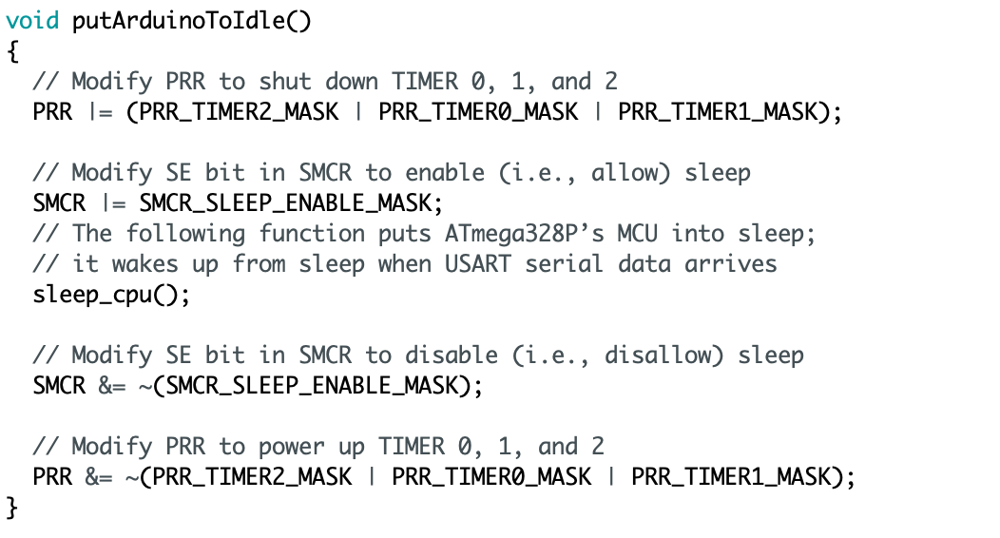 void putArduinoToIdle()
{
// Modify PRR to shut down TIMER 0, 1, and 2
PRR |= (PRR_TIMER2_MASK | PRR_TIMER0_MASK | PRR_TIMER1_MASK);
// Modify SE bit in SMCR to enable (i.e., allow) sleep
SMCR |= SMCR_SLEEP_ENABLE_MASK;
// The following function puts ATmega328P’s MCU into sleep;
// it wakes up from sleep when USART serial data arrives
sleep_cpu();
// Modify SE bit in SMCR to disable (i.e., disallow) sleep
SMCR &= ~(SMCR_SLEEP_ENABLE_MASK);
// Modify PRR to power up TIMER 0, 1, and 2
PRR &= ~(PRR_TIMER2_MASK | PRR_TIMER0_MASK | PRR_TIMER1_MASK);
}